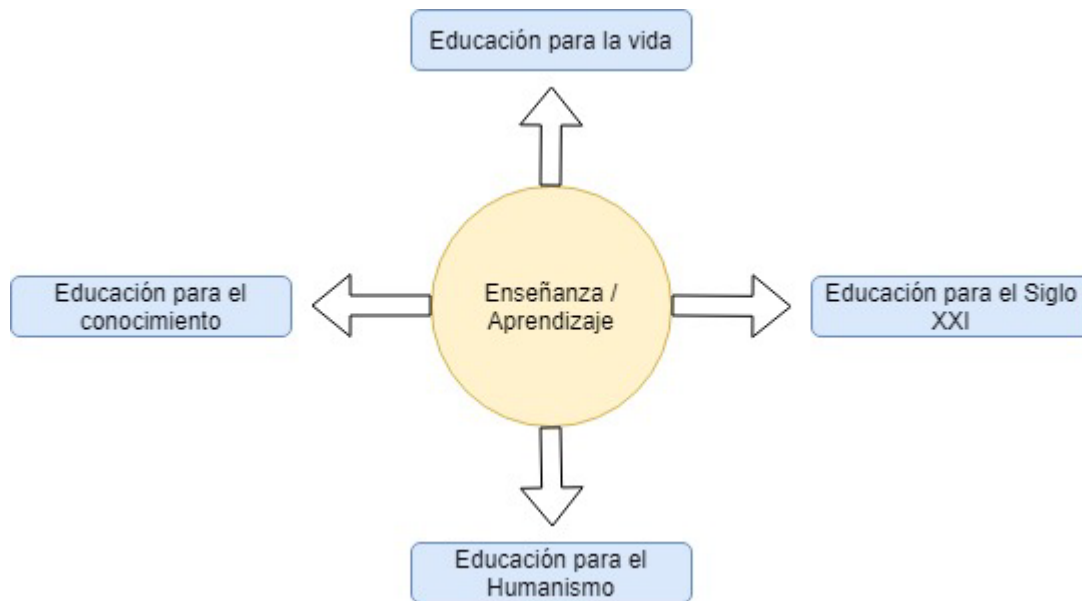 Educación para la vida
Educación para el
conocimiento
Enseñanza /
Aprendizaje
Educación para el Siglo
XXI
Educación para el
Humanismo